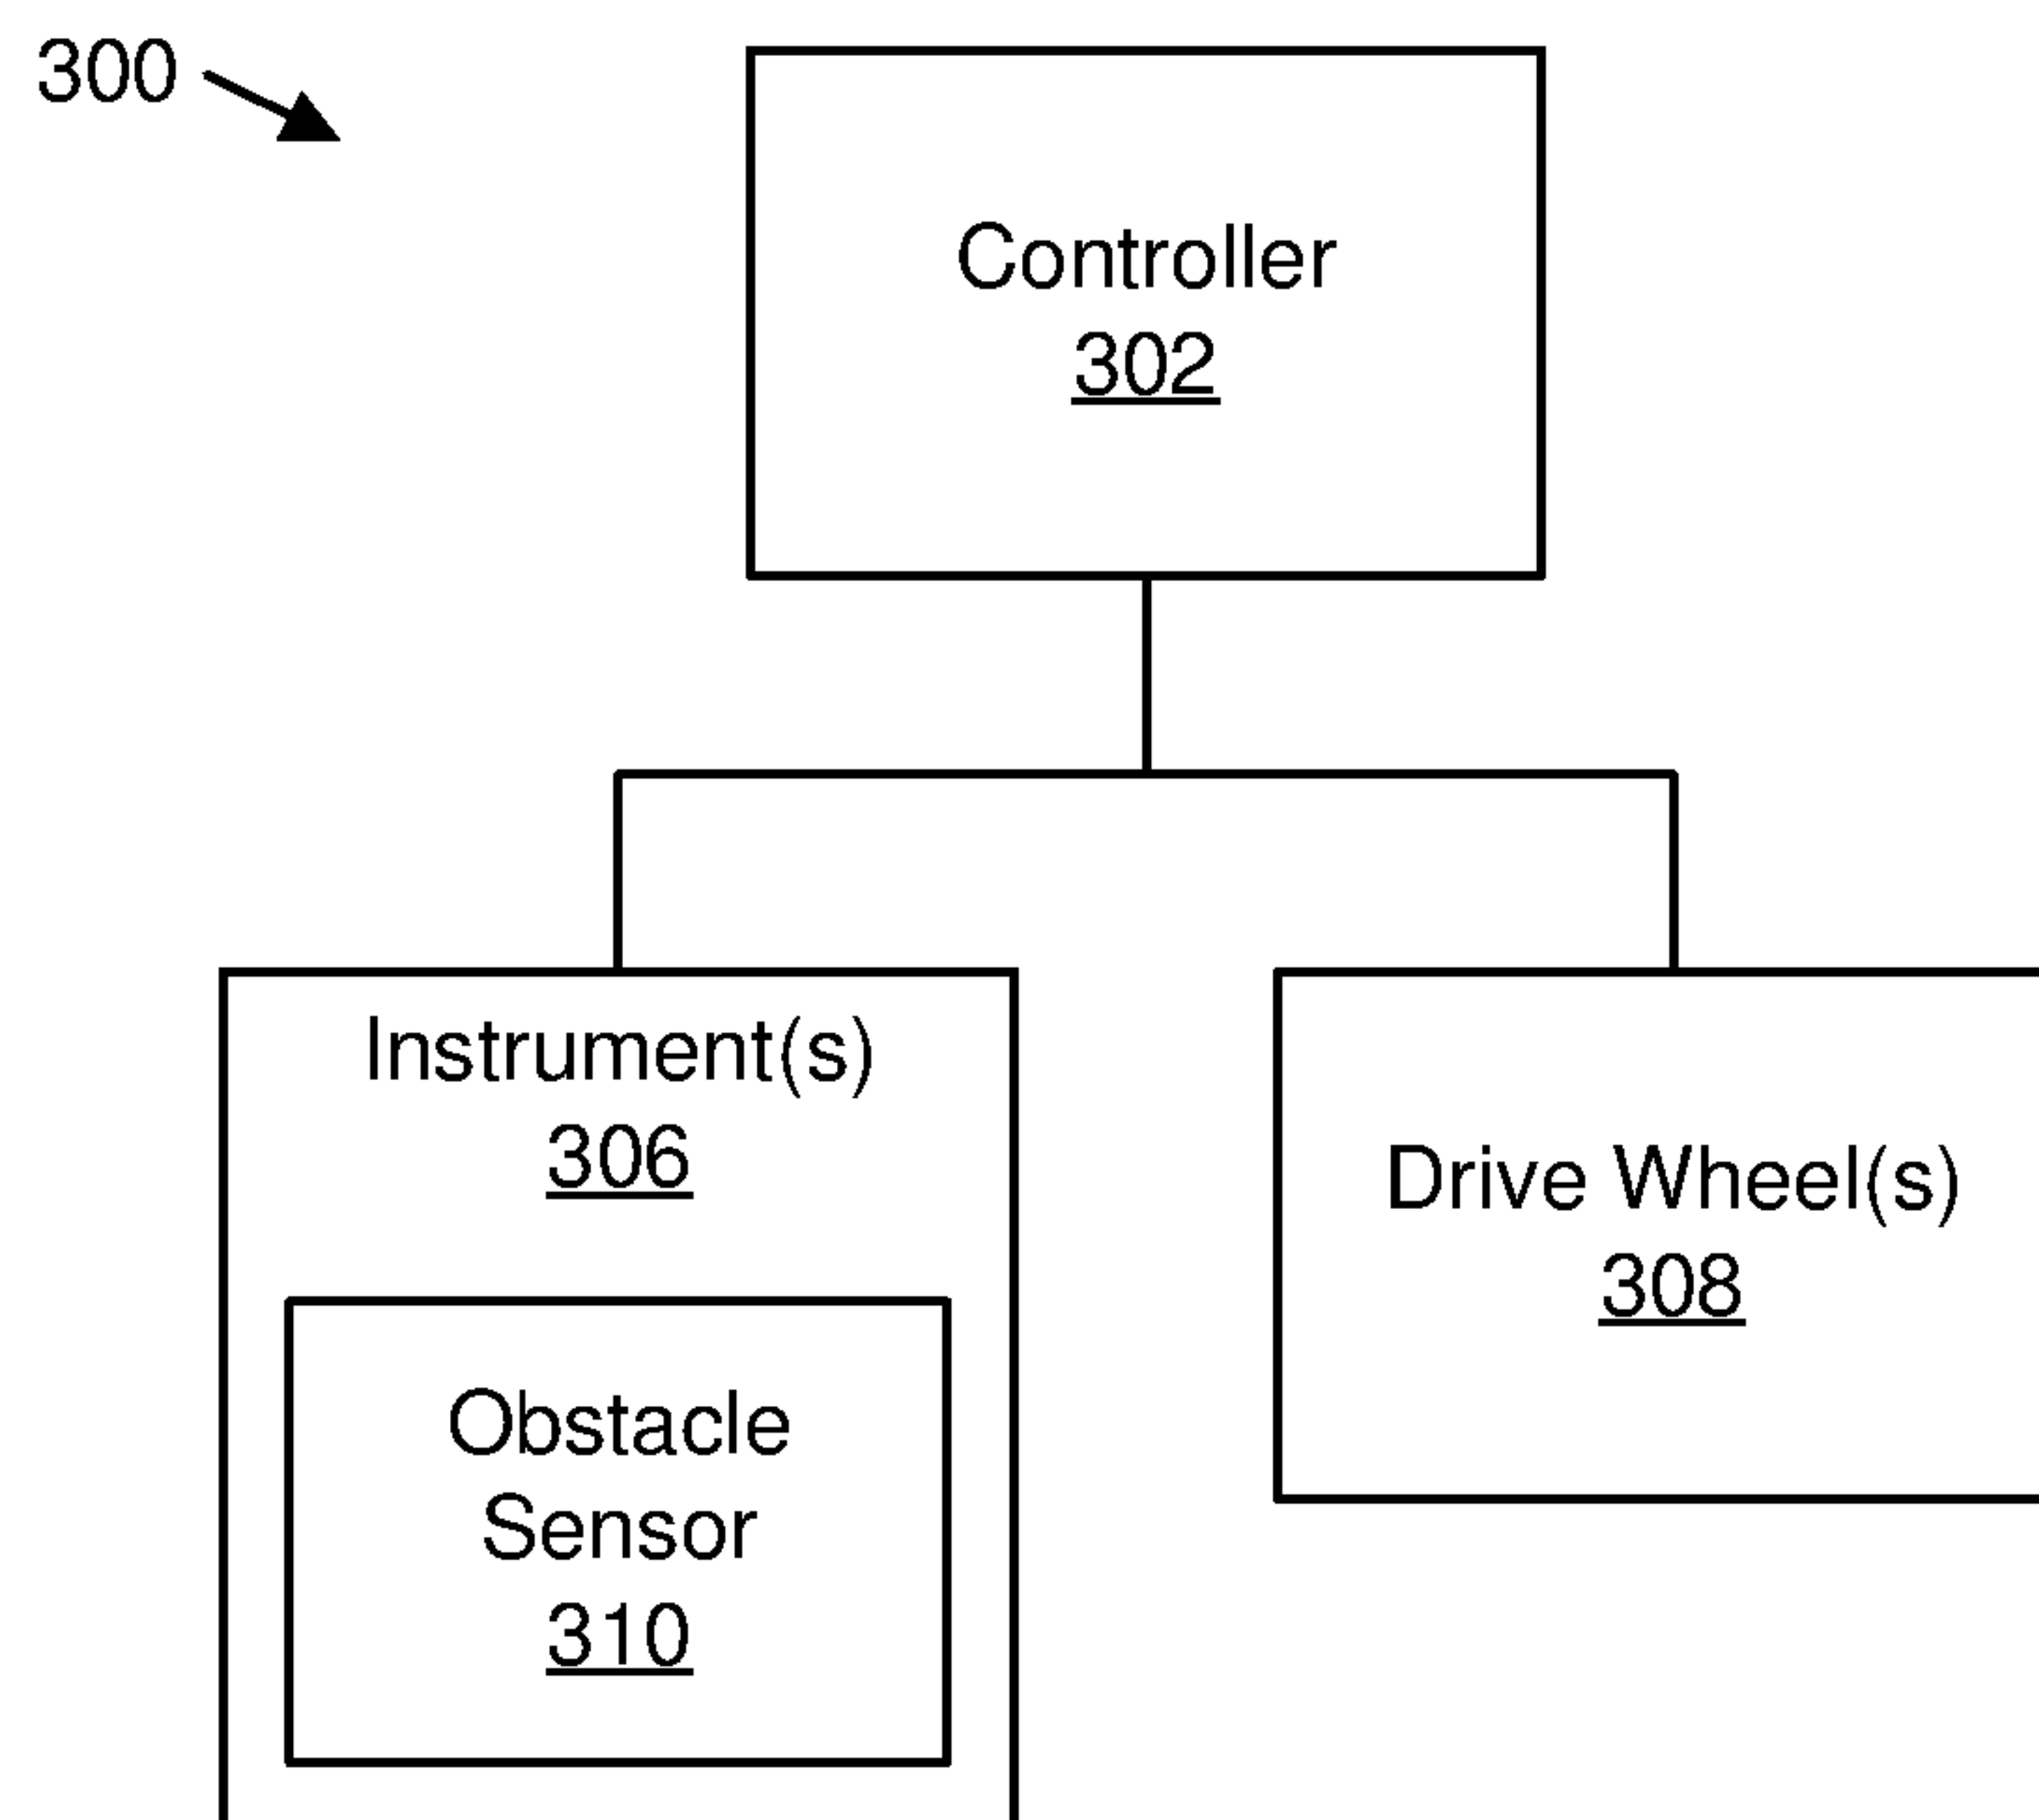 300
Controller
302
Instrument(s)
306
Drive Wheel(s)
308
Obstacle
Sensor
310